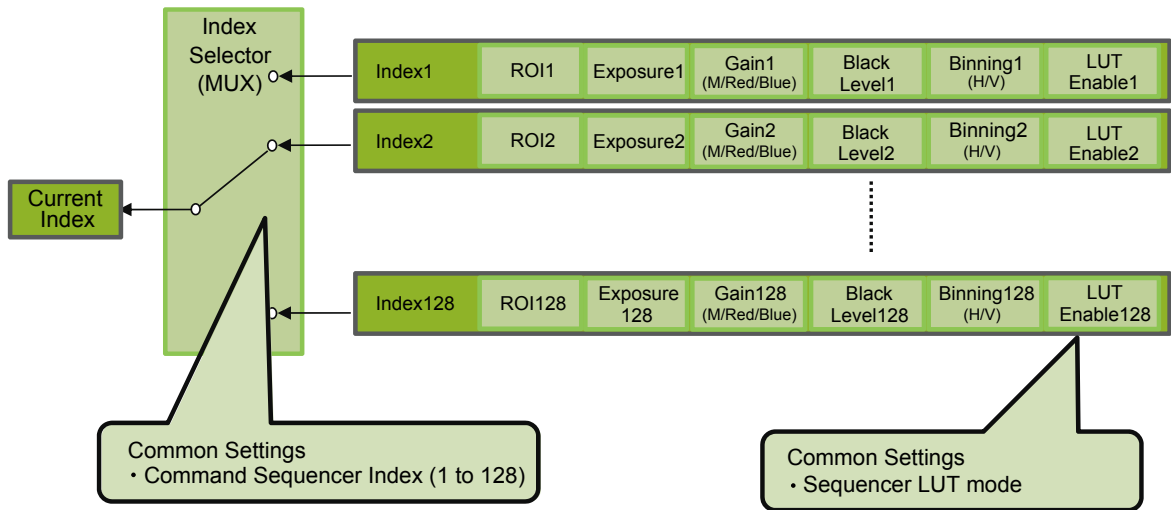 Index
Selector
(MUX)
Index1
ROI1
Exposure1
Gain1
(M/Red/Blue)
Black
Level1
Binning1
(H/V)
LUT
Enable1
Index2
ROI2
Exposure2
Gain2
(M/Red/Blue)
Black
Level2
Binning2
(H/V)
LUT
Enable2
Current
Index
Index128
ROI128
Exposure
128
Gain128
(M/Red/Blue)
Black
Level128
Binning128
(H/V)
LUT
Enable128
Common Settings
・Command Sequencer Index (1 to 128)
Common Settings
・Sequencer LUT mode